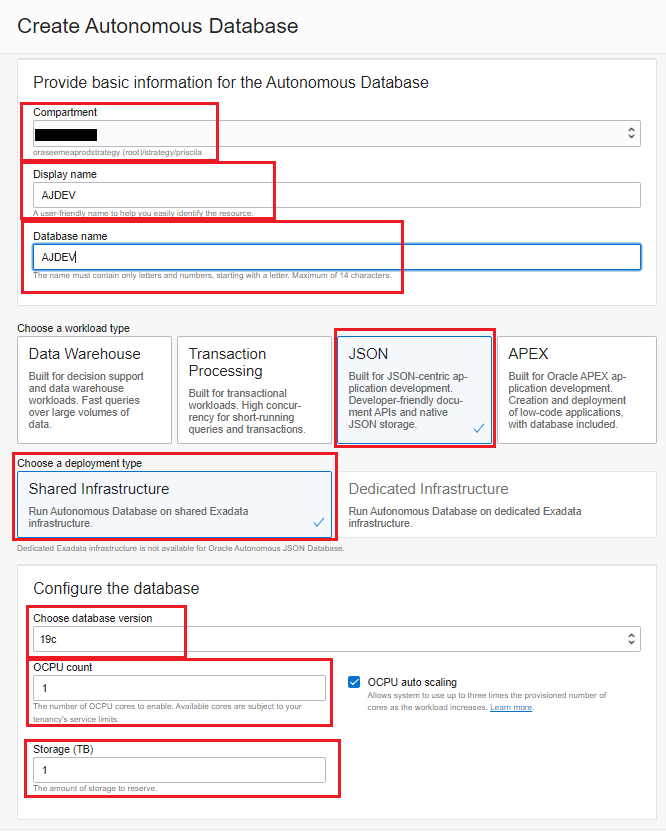 Create Autonomous Database
Provide basic information for the Autonomous Database
Compartment
oraseemeaprodstrategy (root)/strategy/priscila
Display name
AJDEV
A user-friendly name to help you easily identify the resource.
Database name
AJDEV
The name must contain only letters and numbers, starting with a letter. Maximum of 14 characters.
Choose a workload type
Data Warehouse
Built for decision support
and data warehouse
workloads. Fast queries
over large volumes of
data.
Transaction
Processing
Built for transactional
workloads. High concur-
rency for short-running
queries and transactions.
JSON
Built for JSON-centric ap-
plication development.
Developer-friendly docu-
ment APIs and native
JSON storage.
APEX
Built for Oracle APEX ap-
plication development.
Creation and deployment
of low-code applications,
with database included.
Choose a deployment type
Shared Infrastructure
Run Autonomous Database on shared Exadata
infrastructure.
Dedicated Infrastructure
Run Autonomous Database on dedicated Exadata
infrastructure.
Dedicated Exadata infrastructure is not available for Oracle Autonomous JSON Database.
Configure the database
Choose database version
19c
OCPU count
1
The number of OCPU cores to enable. Available cores are subject to your
tenancy's service limits.
OCPU auto scaling
Allows system to use up to three times the provisioned number of
cores as the workload increases. Learn more.
Storage (TB)
1
The amount of storage to reserve.